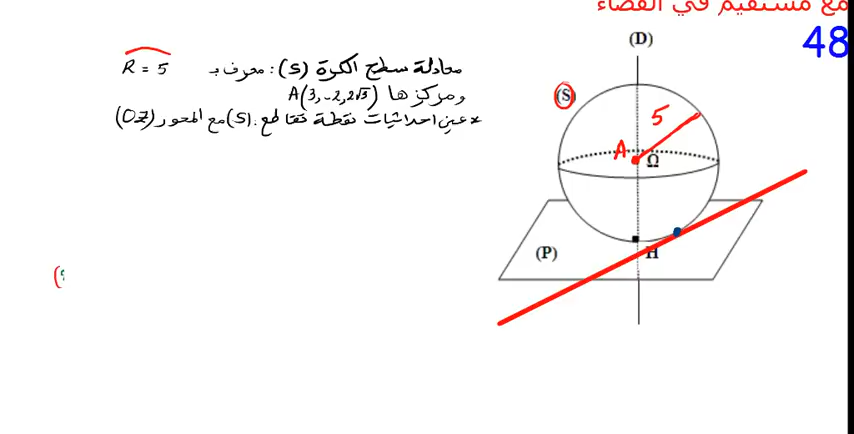 مع مستقيم في الفضاء
48
معادلة سطح الكرة (S) : معرف بـ R = 5
ومركزها A(3,-2,2√3)
* عين احداثيات نقطة تقاطع (S) مع المحور (OZ)
(D)
(S)
5
A
Ω
(P)
H